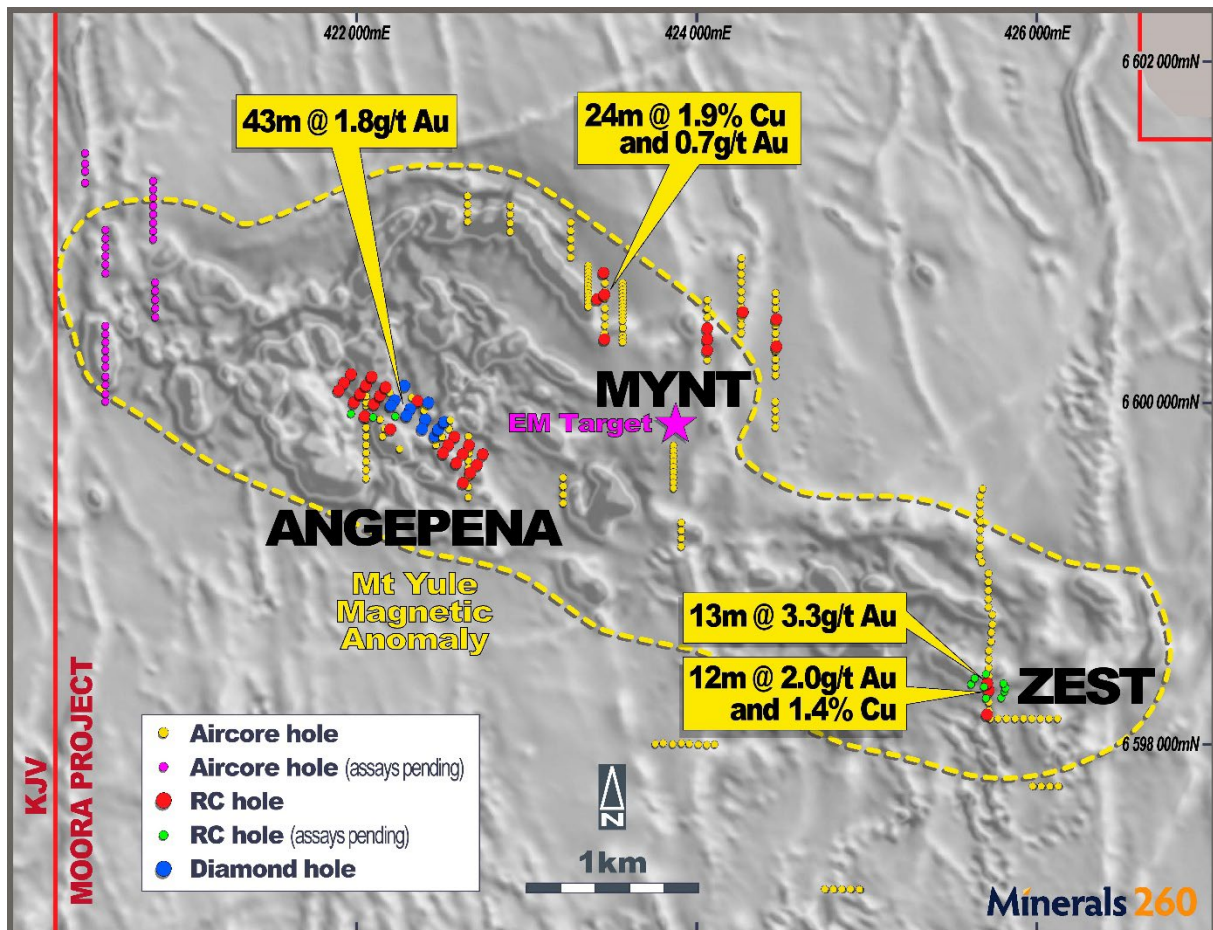 422 000mE
424 000mE
426 000mE
6 602 000mN
43m @ 1.8g/t Au
24m @ 1.9% Cu
and 0.7g/t Au
MYNT
6 600 000mN
EM Target
ANGEPENA
Mt Yule
Magnetic
Anomaly
13m @ 3.3g/t Au
12m @ 2.0g/t Au
and 1.4% Cu
ZEST
6 598 000mN
KJV
MOORA PROJECT
Aircore hole
Aircore hole (assays pending)
RC hole
RC hole (assays pending)
Diamond hole
N
1km
Minerals 260